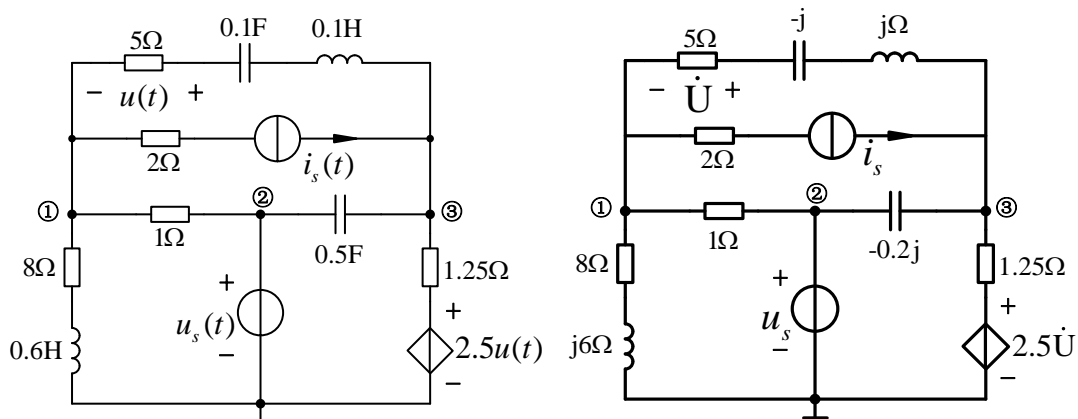 0.1F 0.1H
5Ω
− u(t) +
2Ω
i_s(t)
① ② ③
1Ω
0.5F
8Ω
1.25Ω
+ u_s(t) −
0.6H
+ 2.5u(t) −
-j jΩ
5Ω
− U̇ +
2Ω
i_s
① ② ③
1Ω
-0.2j
8Ω
1.25Ω
+ u_s −
j6Ω
+ 2.5U̇ −